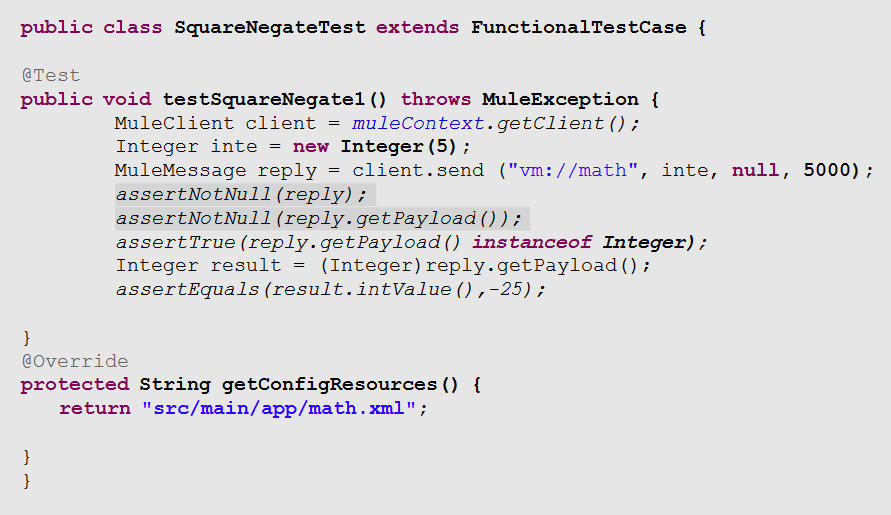 public class SquareNegateTest extends FunctionalTestCase {
@Test
public void testSquareNegate1() throws MuleException {
MuleClient client = muleContext.getClient();
Integer inte = new Integer(5);
MuleMessage reply = client.send ("vm://math", inte, null, 5000);
assertNotNull(reply);
assertNotNull(reply.getPayload());
assertTrue(reply.getPayload() instanceof Integer);
Integer result = (Integer)reply.getPayload();
assertEquals(result.intValue(),-25);
}
@Override
protected String getConfigResources() {
return "src/main/app/math.xml";
}
}